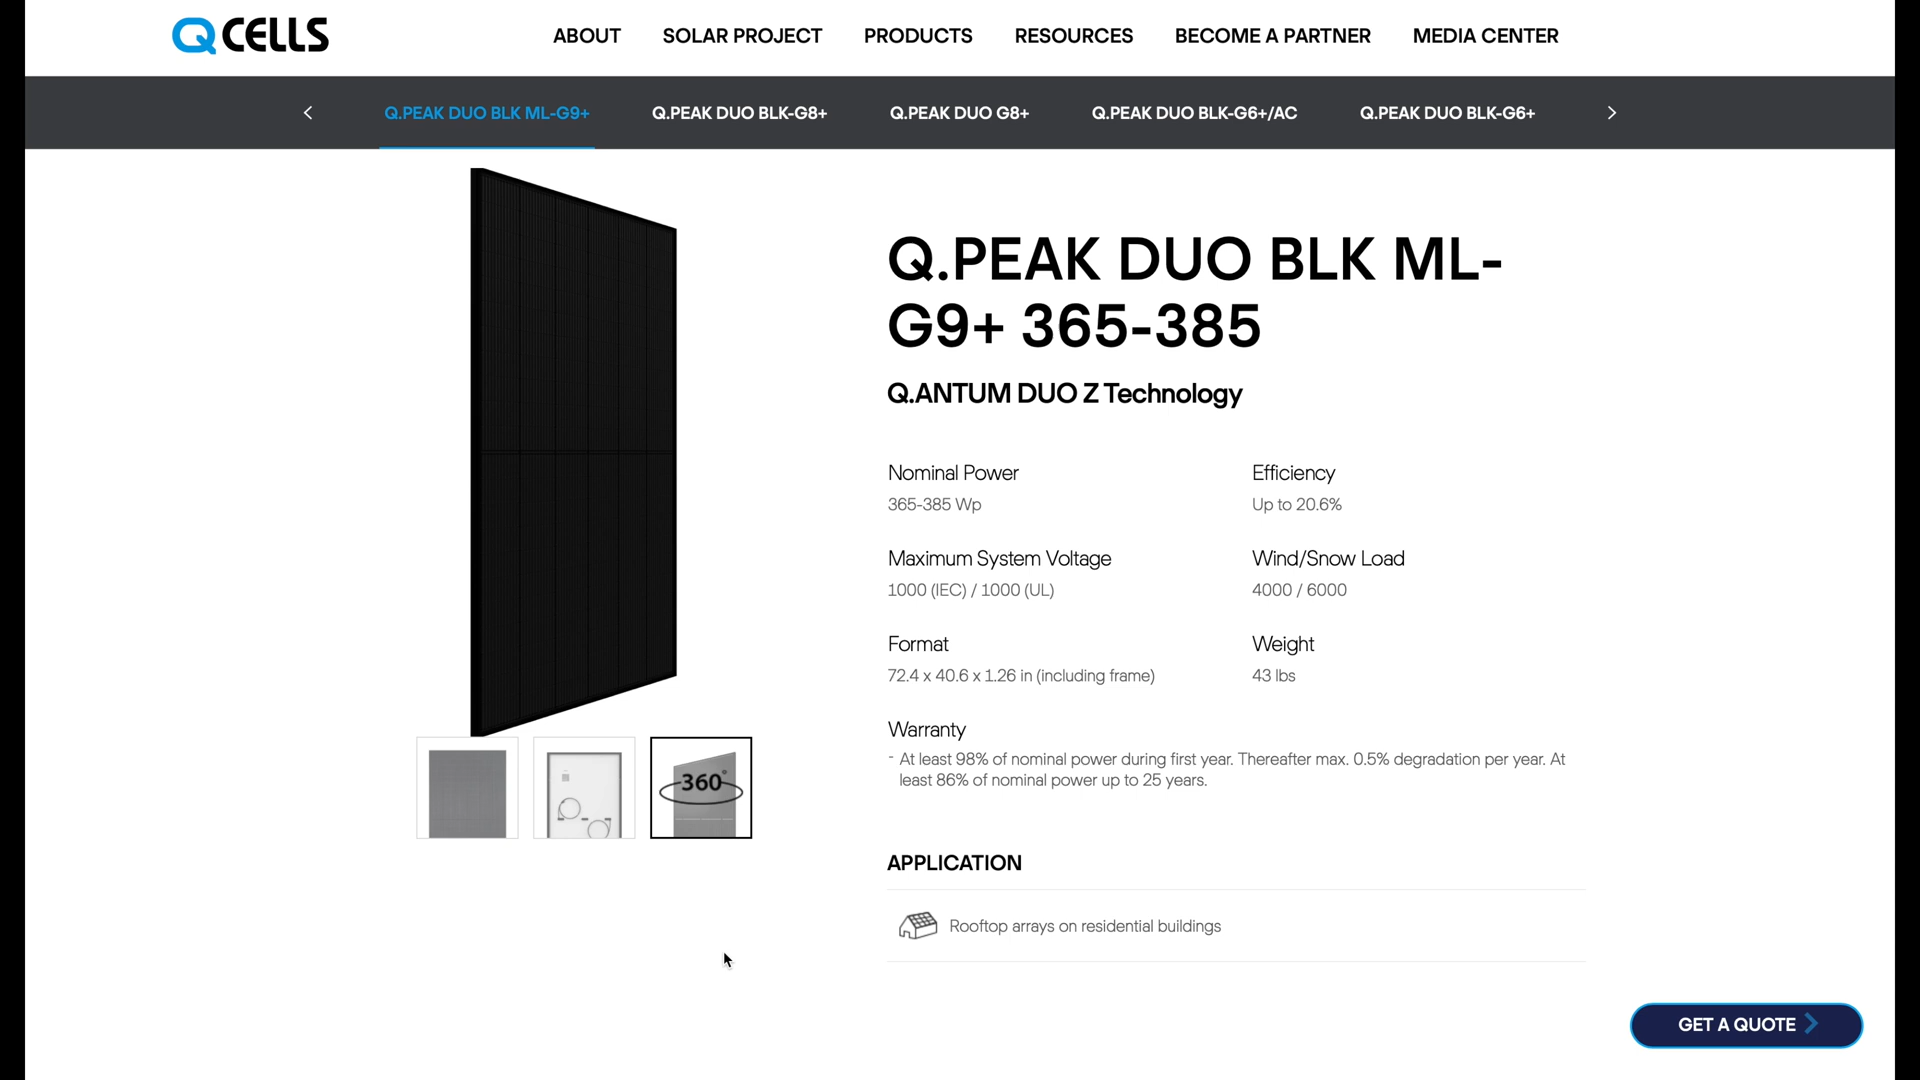 Q CELLS
ABOUT SOLAR PROJECT PRODUCTS RESOURCES BECOME A PARTNER MEDIA CENTER
Q.PEAK DUO BLK ML-G9+ Q.PEAK DUO BLK-G8+ Q.PEAK DUO G8+ Q.PEAK DUO BLK-G6+/AC Q.PEAK DUO BLK-G6+
Q.PEAK DUO BLK ML-
G9+ 365-385
Q.ANTUM DUO Z Technology
Nominal Power
365-385 Wp
Efficiency
Up to 20.6%
Maximum System Voltage
1000 (IEC) / 1000 (UL)
Wind/Snow Load
4000 / 6000
Format
72.4 x 40.6 x 1.26 in (including frame)
Weight
43 lbs
Warranty
- At least 98% of nominal power during first year. Thereafter max. 0.5% degradation per year. At
least 86% of nominal power up to 25 years.
360°
APPLICATION
Rooftop arrays on residential buildings
GET A QUOTE